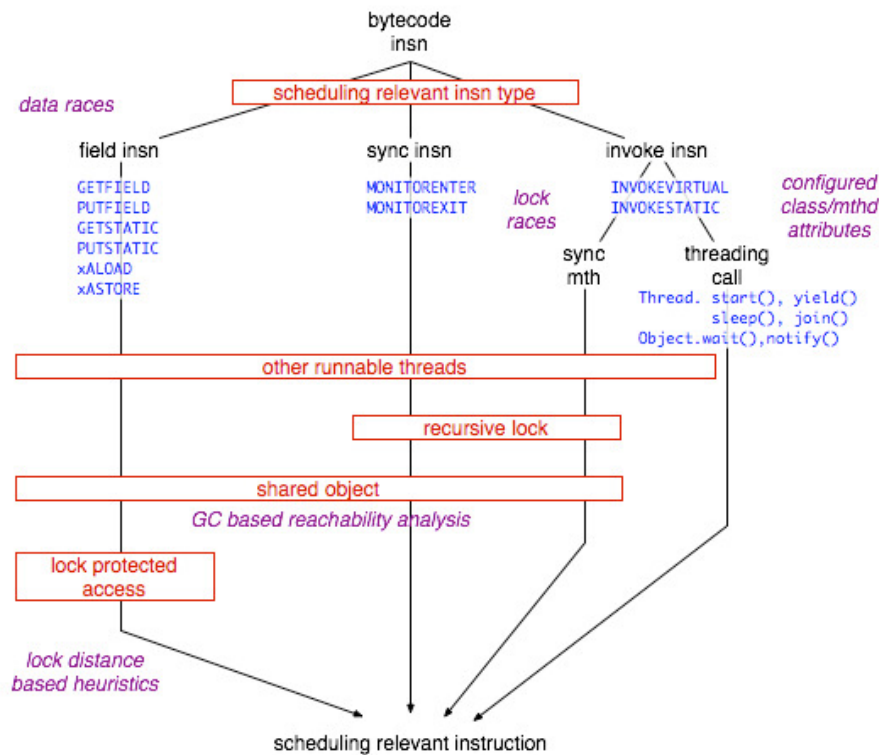 bytecode
insn
scheduling relevant insn type
data races
field insn
sync insn
invoke insn
GETFIELD
PUTFIELD
GETSTATIC
PUTSTATIC
xALOAD
xASTORE
MONITORENTER
MONITOREXIT
lock
races
INVOKEVIRTUAL
INVOKESTATIC
configured
class/mthd
attributes
sync
mth
threading
call
Thread. start(), yield()
sleep(), join()
Object.wait(),notify()
other runnable threads
recursive lock
shared object
GC based reachability analysis
lock protected
access
lock distance
based heuristics
scheduling relevant instruction